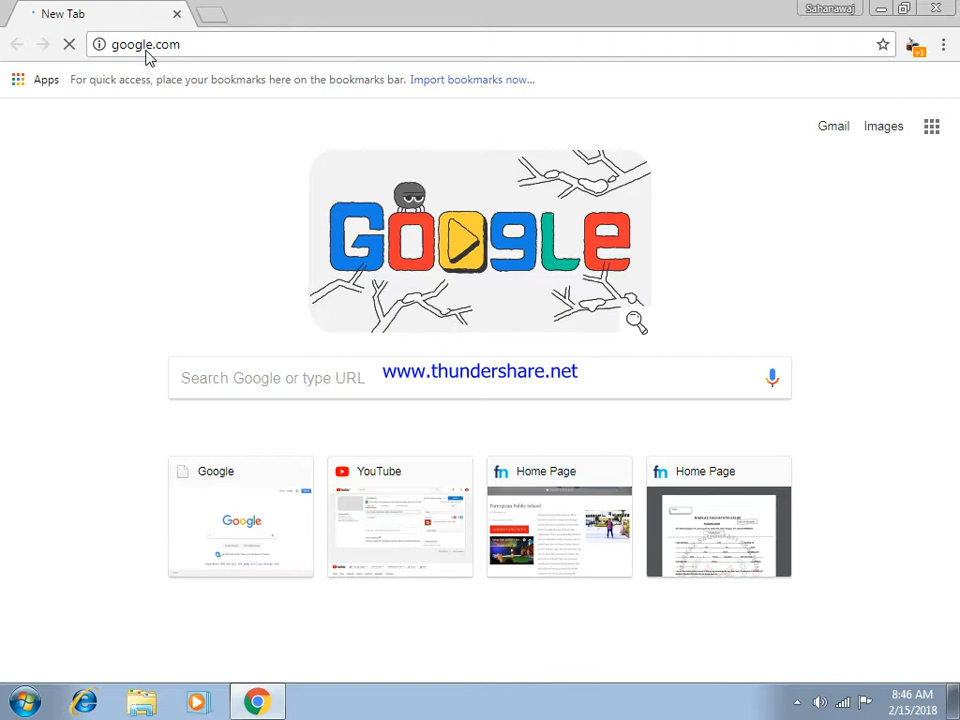 New Tab
Sahanawaj
google.com
+1
Apps For quick access, place your bookmarks here on the bookmarks bar. Import bookmarks now...
Gmail Images
Google
Search Google or type URL www.thundershare.net
Google YouTube Home Page Home Page
Google
8:46 AM
2/15/2018